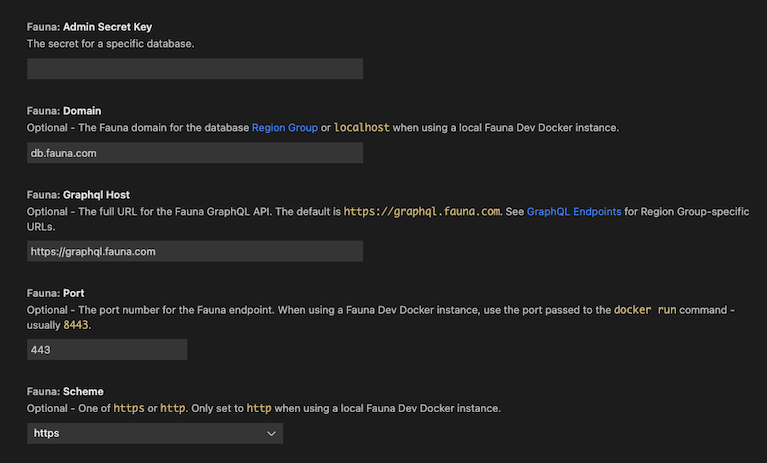 Fauna: Admin Secret Key
The secret for a specific database.
Fauna: Domain
Optional - The Fauna domain for the database Region Group or localhost when using a local Fauna Dev Docker instance.
db.fauna.com
Fauna: Graphql Host
Optional - The full URL for the Fauna GraphQL API. The default is https://graphql.fauna.com. See GraphQL Endpoints for Region Group-specific
URLs.
https://graphql.fauna.com
Fauna: Port
Optional - The port number for the Fauna endpoint. When using a Fauna Dev Docker instance, use the port passed to the docker run command -
usually 8443.
443
Fauna: Scheme
Optional - One of https or http. Only set to http when using a local Fauna Dev Docker instance.
https